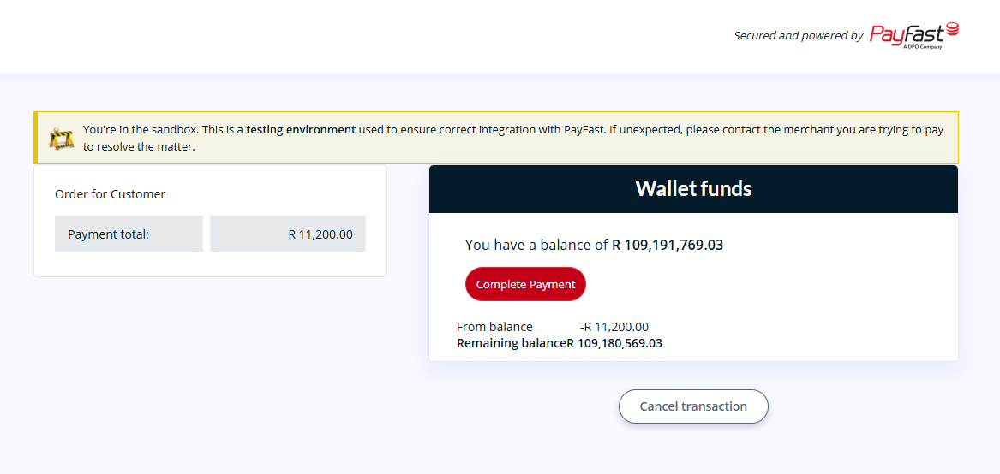 Secured and powered by PayFast
A DPO Company
You're in the sandbox. This is a testing environment used to ensure correct integration with PayFast. If unexpected, please contact the merchant you are trying to pay
to resolve the matter.
Order for Customer
Payment total: R 11,200.00
Wallet funds
You have a balance of R 109,191,769.03
Complete Payment
From balance -R 11,200.00
Remaining balanceR 109,180,569.03
Cancel transaction